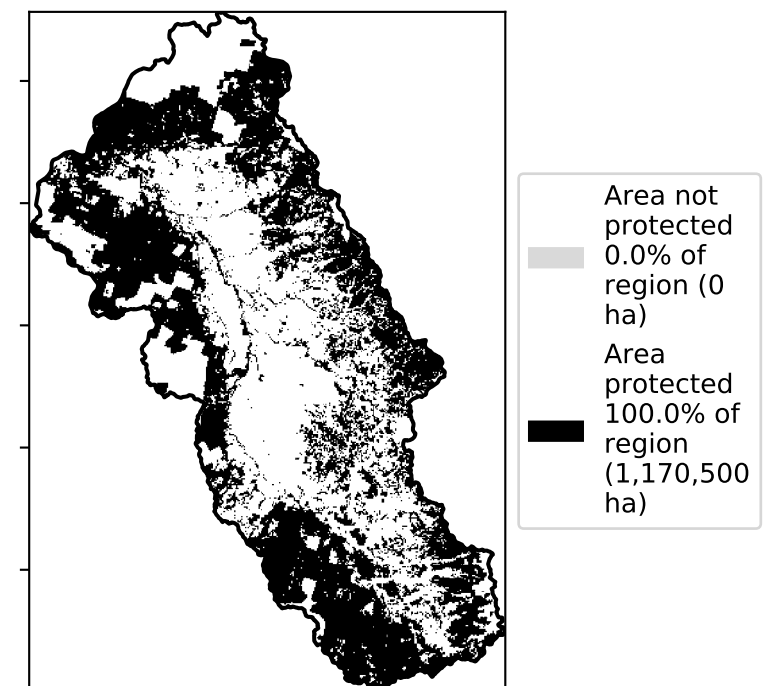 Area not
protected
0.0% of
region (0
ha)
Area
protected
100.0% of
region
(1,170,500
ha)